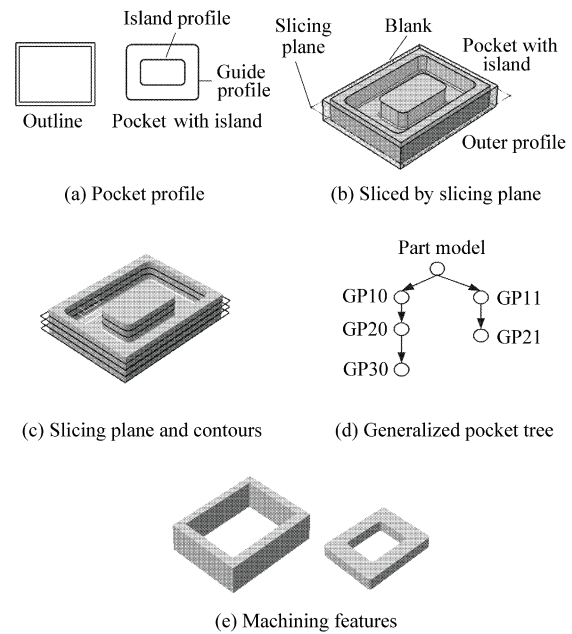 Island profile
Guide
profile
Outline
Pocket with island
(a) Pocket profile
Slicing
plane
Blank
Pocket with
island
Outer profile
(b) Sliced by slicing plane
(c) Slicing plane and contours
Part model
GP10
GP11
GP20
GP21
GP30
(d) Generalized pocket tree
(e) Machining features